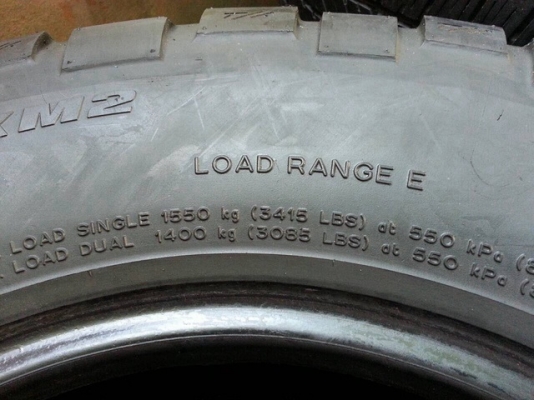 KM2
LOAD RANGE E
LOAD SINGLE 1550 kg (3415 LBS) at 550 kPa
LOAD DUAL 1400 kg (3085 LBS) at 550 kPa